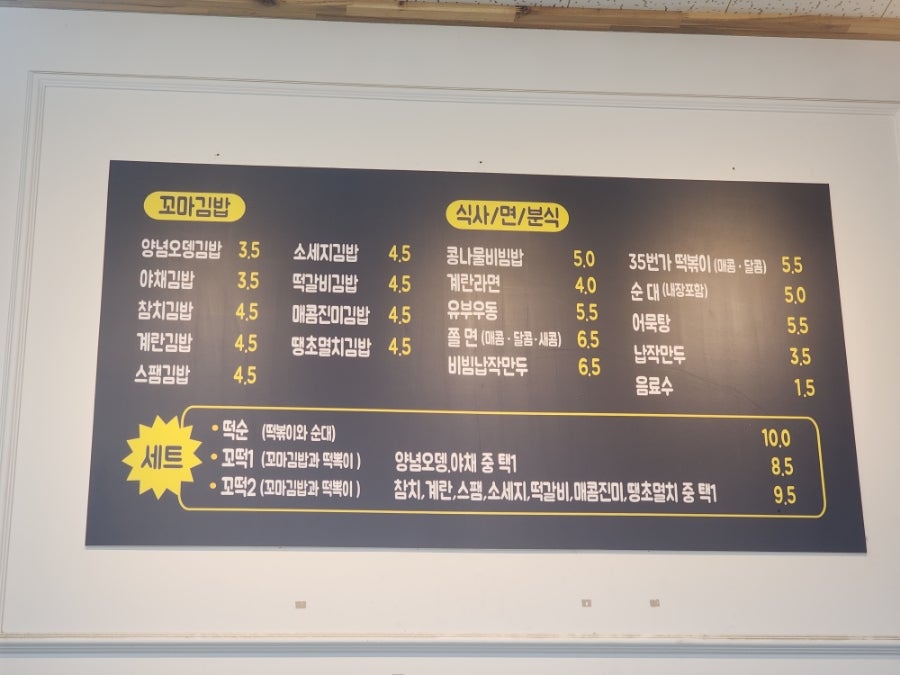 꼬마김밥
양념오뎅김밥 3.5
야채김밥 3.5
참치김밥 4.5
계란김밥 4.5
스팸김밥 4.5
소세지김밥 4.5
떡갈비김밥 4.5
매콤진미김밥 4.5
땡초멸치김밥 4.5
식사/면/분식
콩나물비빔밥 5.0
계란라면 4.0
유부우동 5.5
쫄 면 (매콤·달콤·새콤) 6.5
비빔납작만두 6.5
35번가 떡볶이 (매콤·달콤) 5.5
순 대 (내장포함) 5.0
어묵탕 5.5
납작만두 3.5
음료수 1.5
세트
• 떡순 (떡볶이와 순대) 10.0
• 꼬떡1 (꼬마김밥과 떡볶이 ) 양념오뎅,야채 중 택1 8.5
• 꼬떡2 (꼬마김밥과 떡볶이 ) 참치,계란,스팸,소세지,떡갈비,매콤진미,땡초멸치 중 택1 9.5